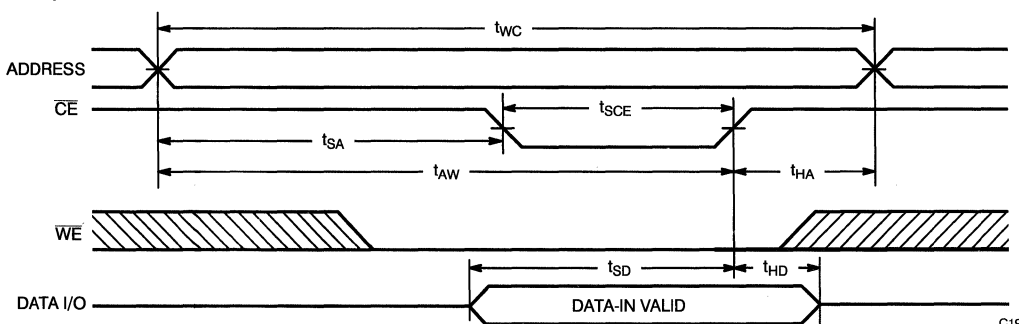 tWC
ADDRESS
CE
tSCE
tSA
tAW
tHA
WE
tSD
tHD
DATA I/O
DATA-IN VALID